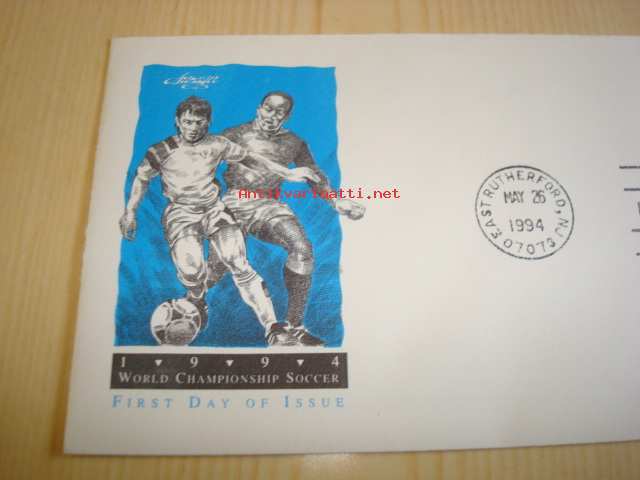 Antikvariaatti.net
EAST RUTHERFORD, NJ
MAY 26
1994
07073
1 ▾ 9 ▾ 9 ▾ 4
WORLD CHAMPIONSHIP SOCCER
FIRST DAY OF ISSUE